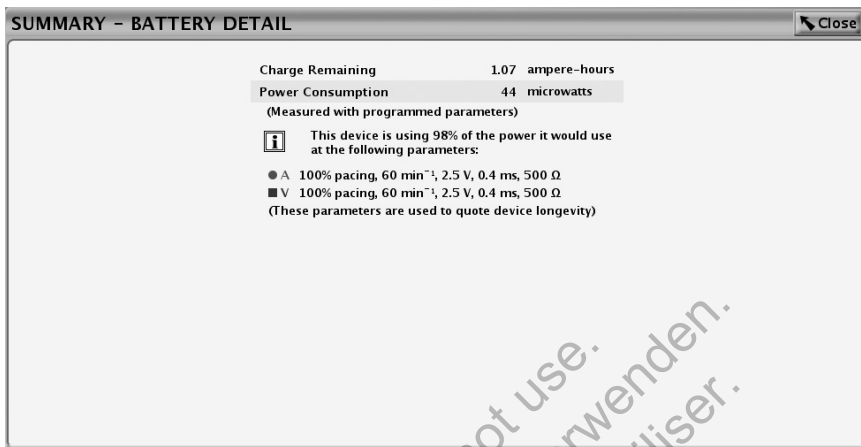 SUMMARY - BATTERY DETAIL
Close
Charge Remaining 1.07 ampere-hours
Power Consumption 44 microwatts
(Measured with programmed parameters)
i This device is using 98% of the power it would use
at the following parameters:
A 100% pacing, 60 min⁻¹, 2.5 V, 0.4 ms, 500 Ω
V 100% pacing, 60 min⁻¹, 2.5 V, 0.4 ms, 500 Ω
(These parameters are used to quote device longevity)
use.